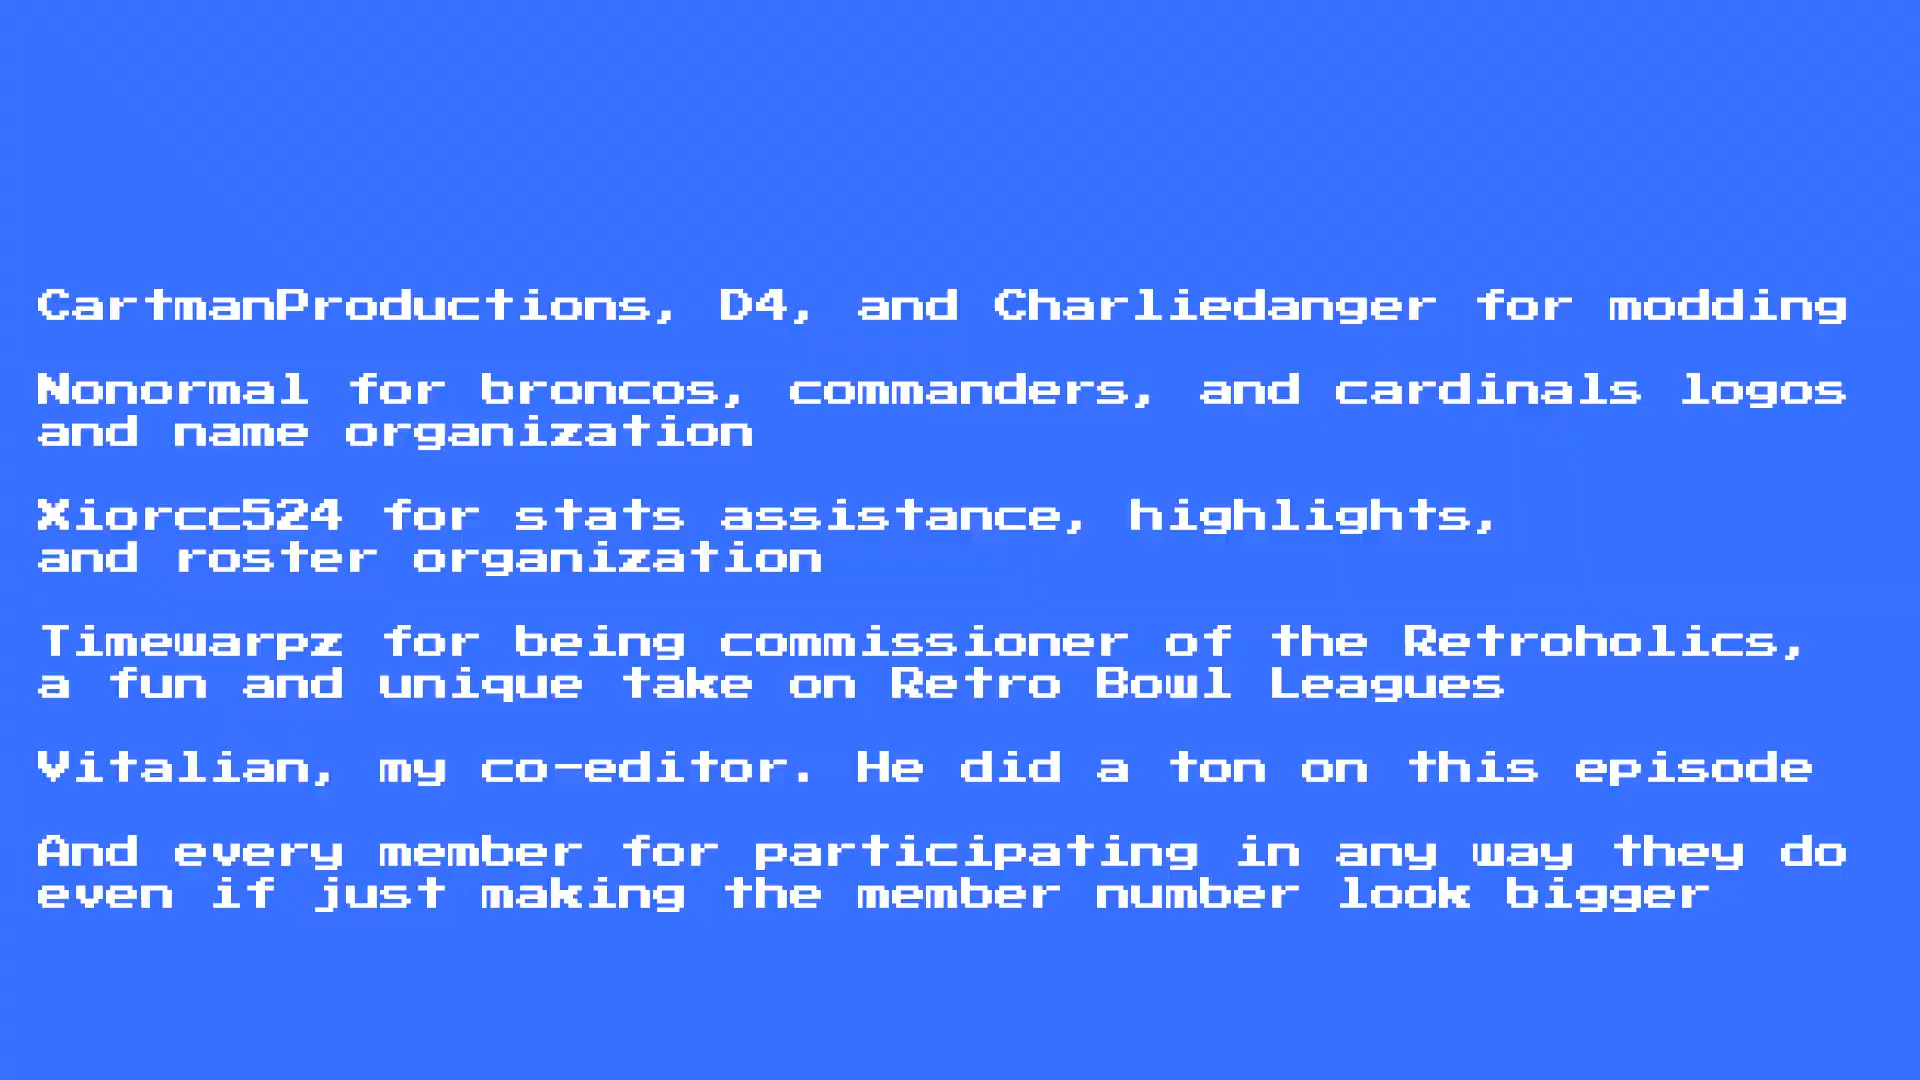 CartmanProductions, D4, and Charliedanger for modding
Nonormal for broncos, commanders, and cardinals logos
and name organization
Xiorcc524 for stats assistance, highlights,
and roster organization
Timewarpz for being commissioner of the Retroholics,
a fun and unique take on Retro Bowl Leagues
Vitalian, my co-editor. He did a ton on this episode
And every member for participating in any way they do
even if just making the member number look bigger